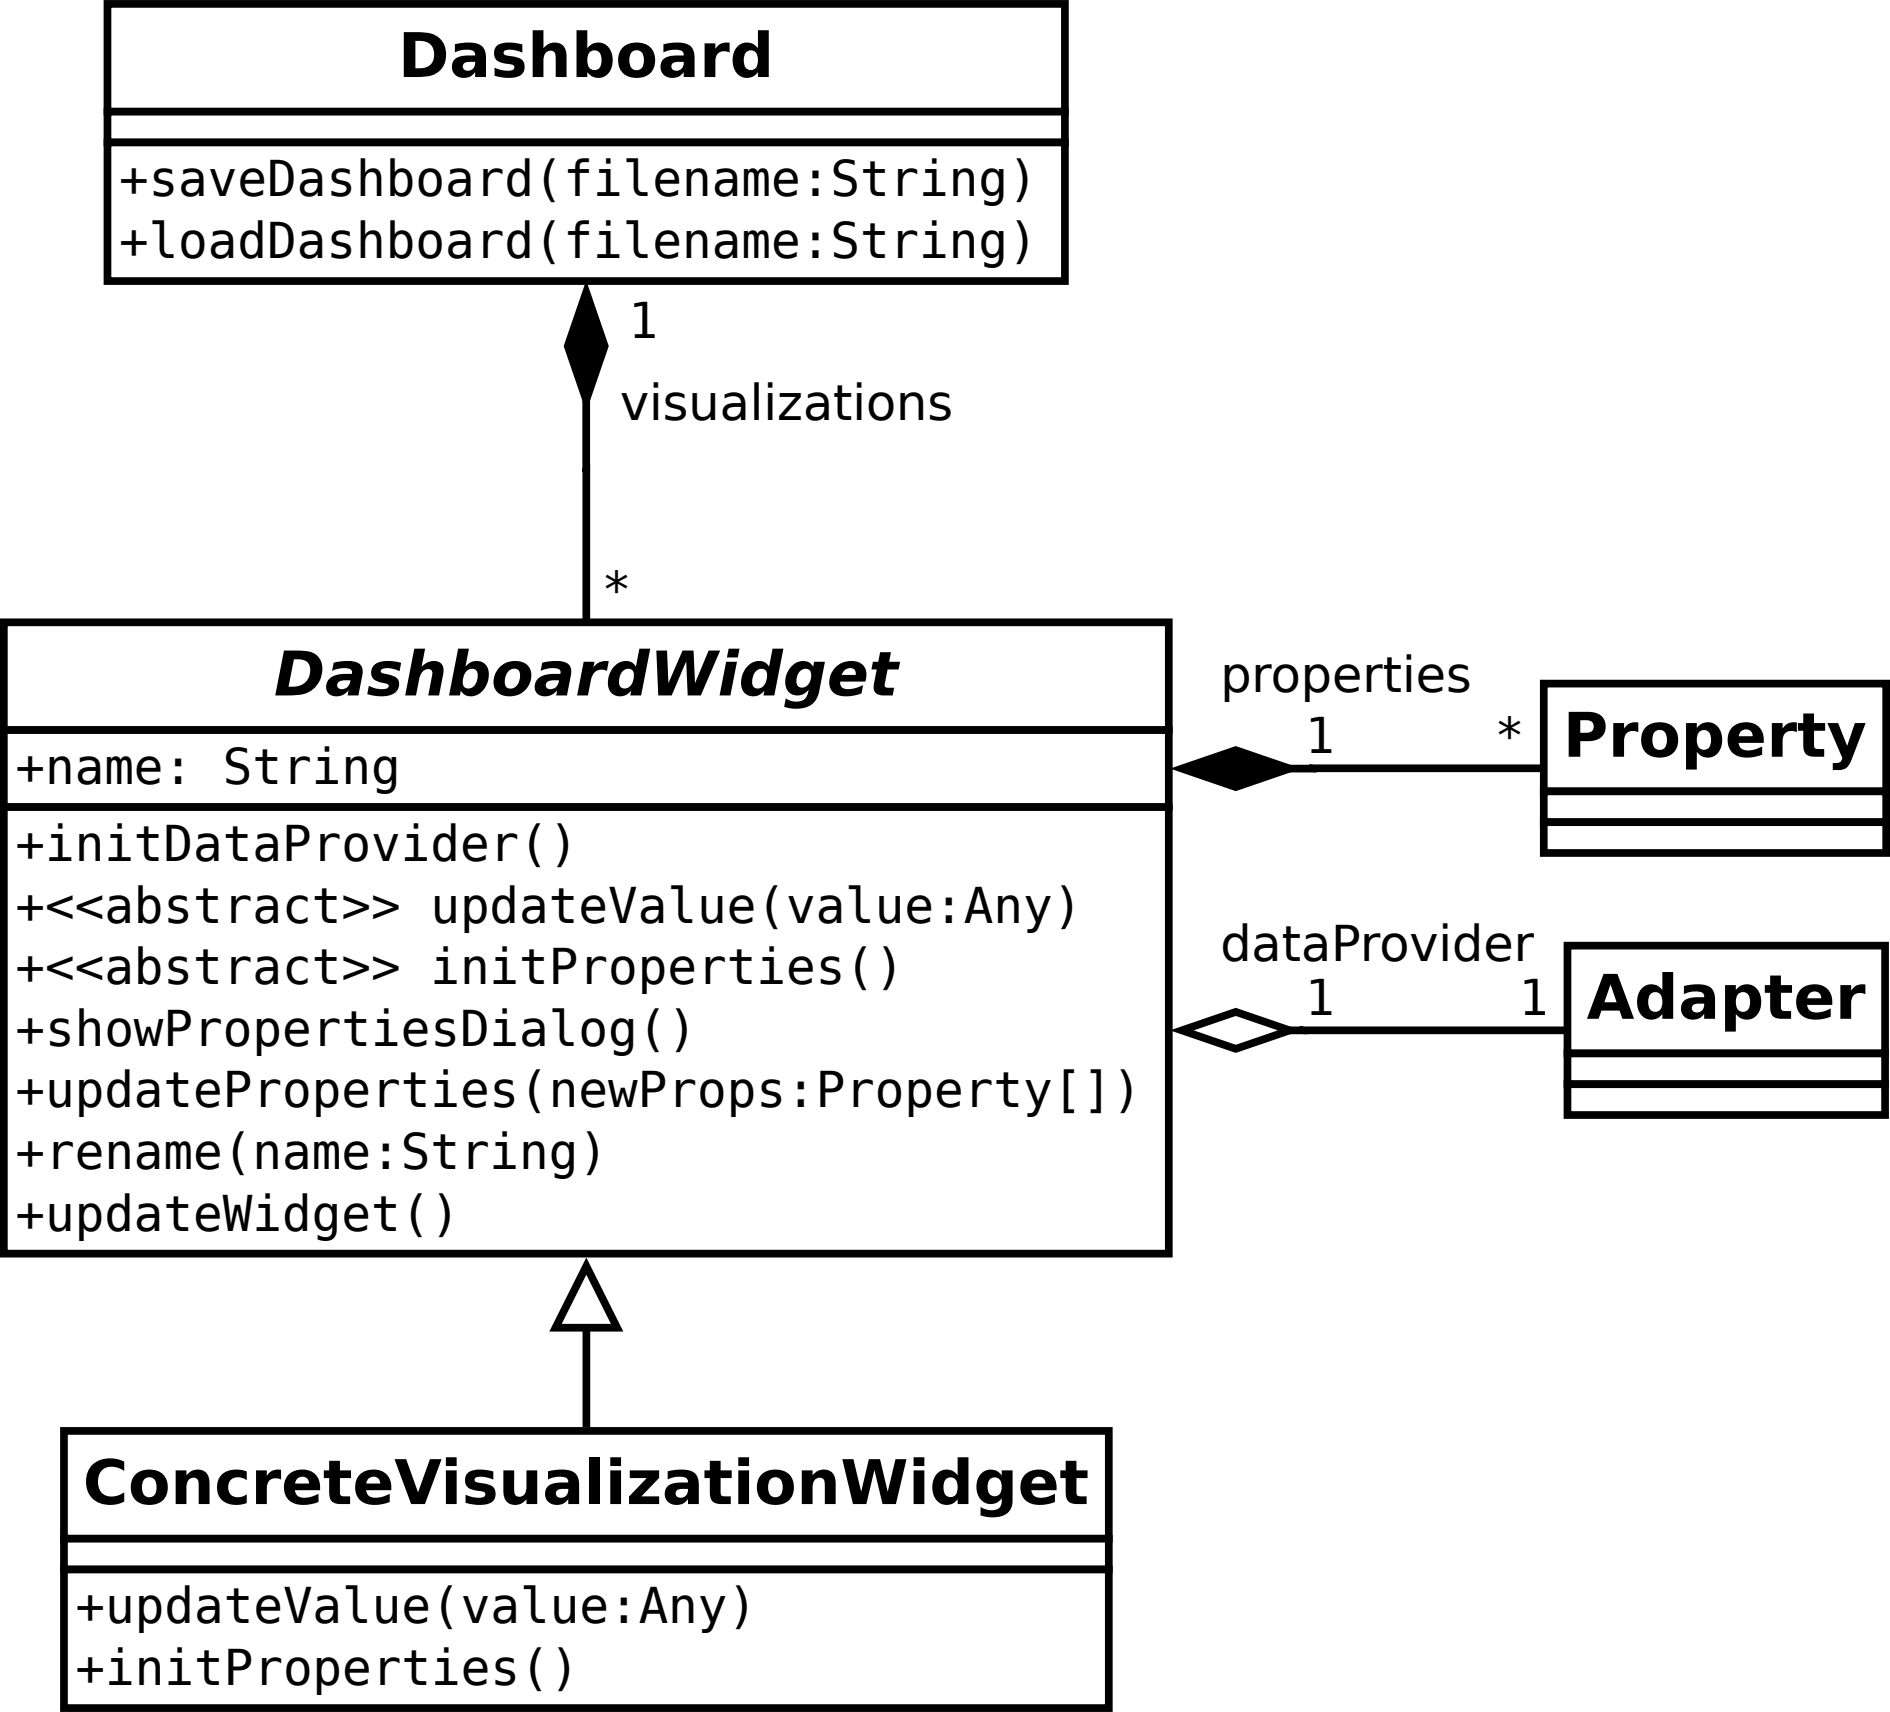 Dashboard
+saveDashboard(filename:String)
+loadDashboard(filename:String)
1
visualizations
*
DashboardWidget
+name: String
+initDataProvider()
+<<abstract>> updateValue(value:Any)
+<<abstract>> initProperties()
+showPropertiesDialog()
+updateProperties(newProps:Property[])
+rename(name:String)
+updateWidget()
properties
1 *
Property
dataProvider
1 1
Adapter
ConcreteVisualizationWidget
+updateValue(value:Any)
+initProperties()